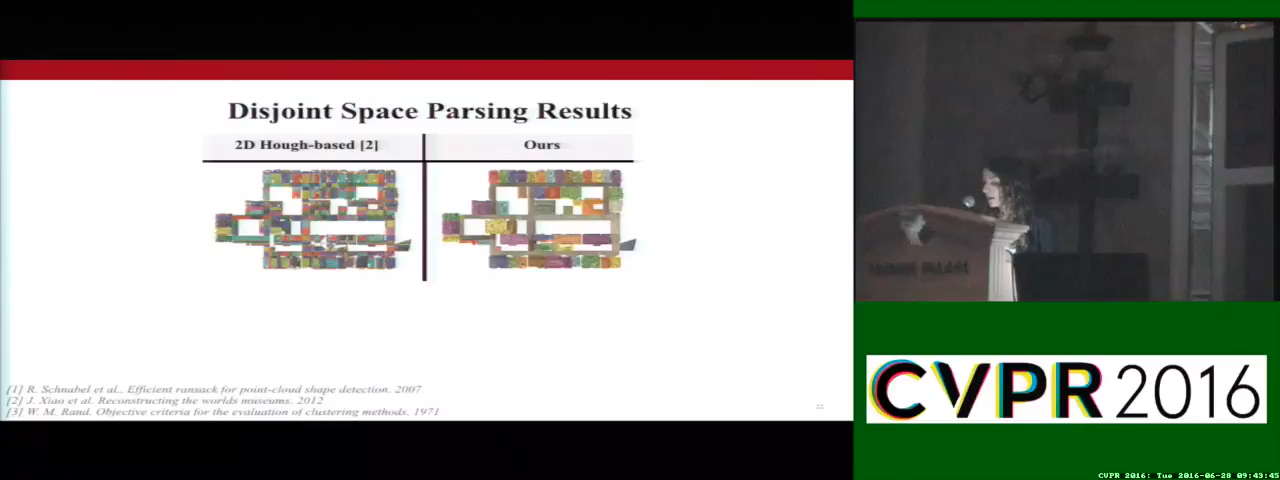 Disjoint Space Parsing Results
2D Hough-based [2]
Ours
[1] R. Schnabel et al.. Efficient ransack for point-cloud shape detection. 2007
[2] J. Xiao et al. Reconstructing the worlds museums. 2012
[3] W. M. Rand. Objective criteria for the evaluation of clustering methods. 1971
CVPR 2016
CVPR 2016: Tue 2016-06-28 09:43:45